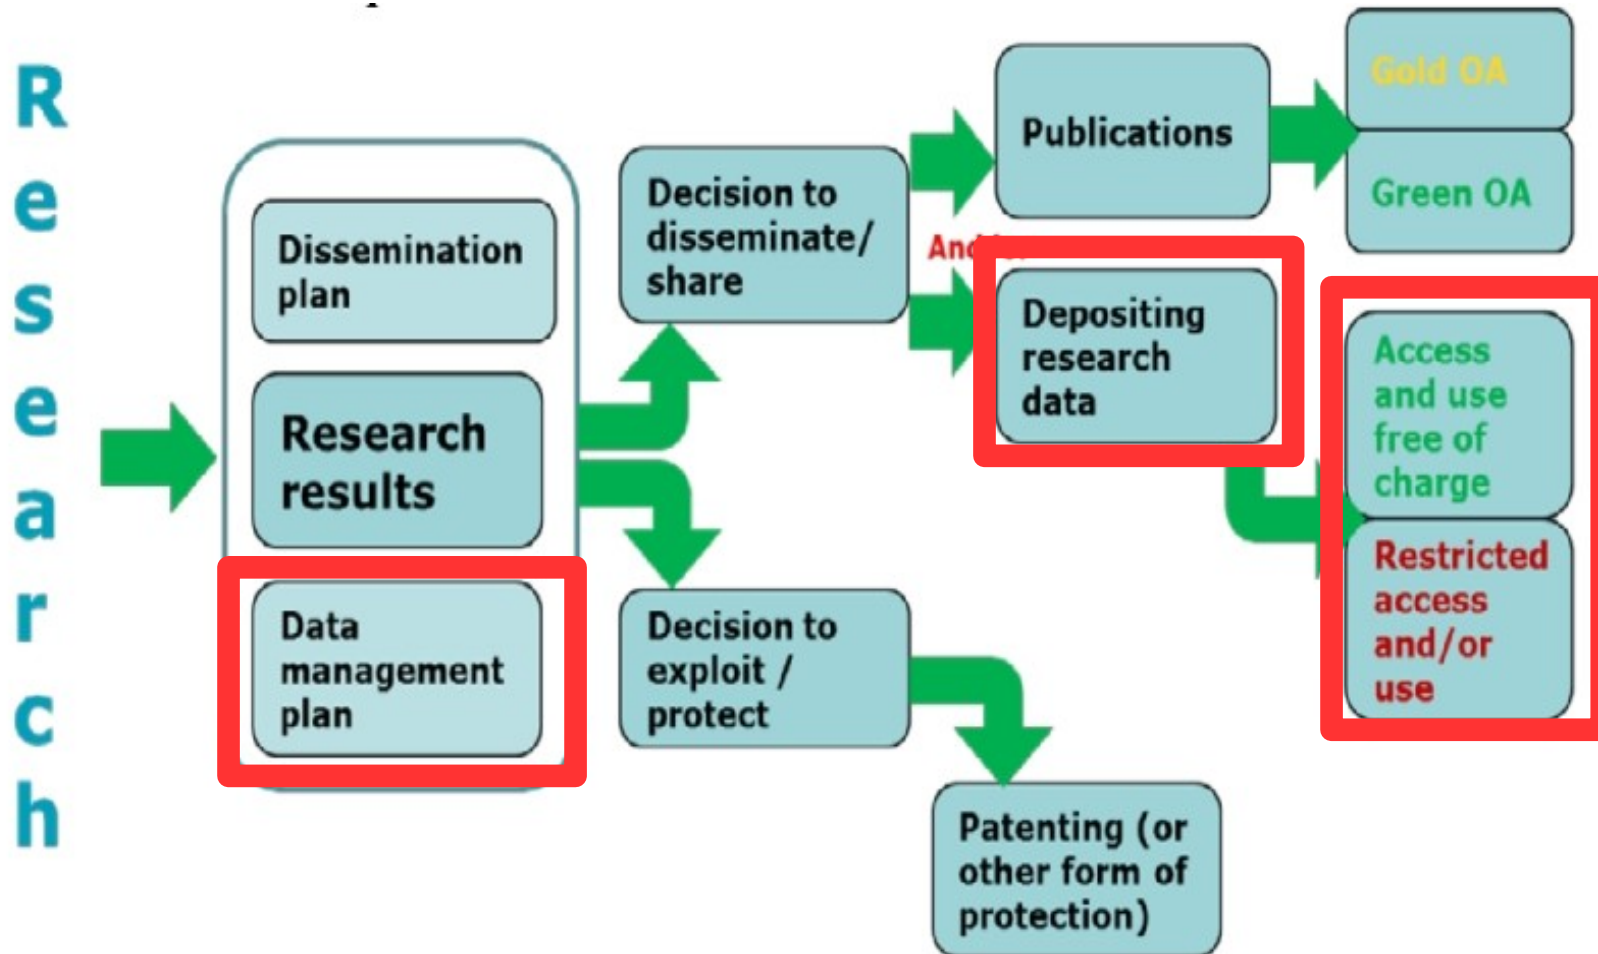 Research
Dissemination
plan
Research
results
Data
management
plan
Decision to
disseminate/
share
Decision to
exploit /
protect
Publications
Depositing
research
data
Patenting (or
other form of
protection)
Gold OA
Green OA
Access
and use
free of
charge
Restricted
access
and/or
use